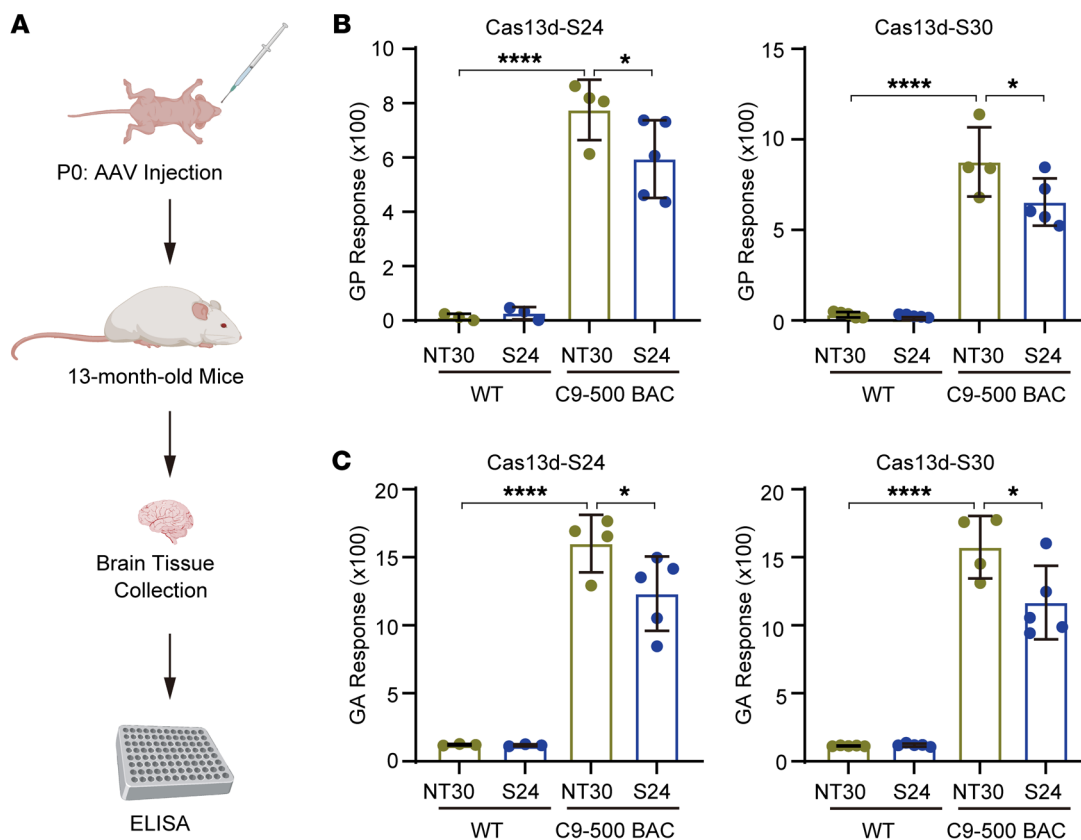 A
P0: AAV Injection
13-month-old Mice
Brain Tissue
Collection
ELISA
B
Cas13d-S24
GP Response (x100)
10
8
6
4
2
0
****
*
NT30 S24 NT30 S24
WT C9-500 BAC
Cas13d-S30
GP Response (x100)
15
10
5
0
****
*
NT30 S24 NT30 S24
WT C9-500 BAC
C
Cas13d-S24
GA Response (x100)
20
15
10
5
0
****
*
NT30 S24 NT30 S24
WT C9-500 BAC
Cas13d-S30
GA Response (x100)
20
15
10
5
0
****
*
NT30 S24 NT30 S24
WT C9-500 BAC